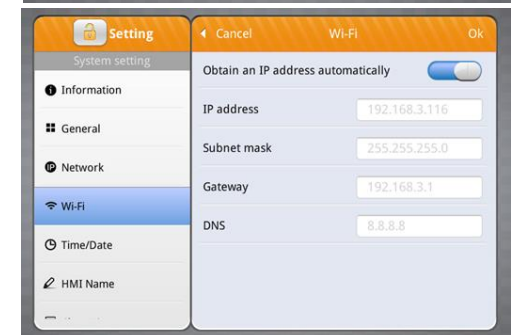 Setting
System setting
Information
General
Network
Wi-Fi
Time/Date
HMI Name
Cancel
Wi-Fi
Ok
Obtain an IP address automatically
IP address
192.168.3.116
Subnet mask
255.255.255.0
Gateway
192.168.3.1
DNS
8.8.8.8